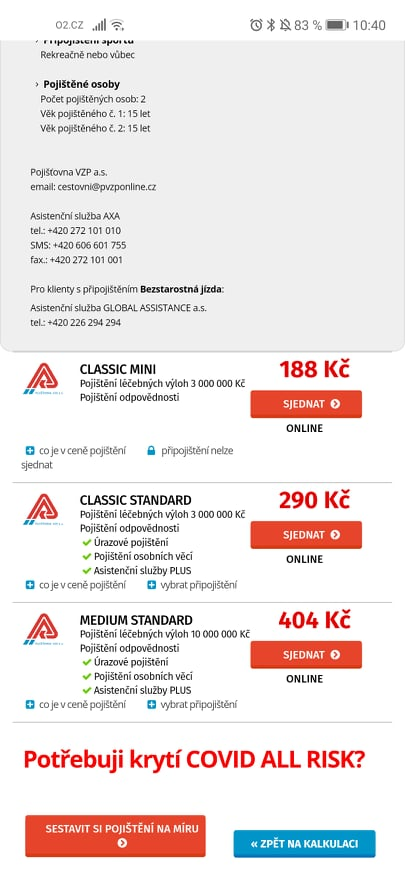 O2.CZ 83 % 10:40
Připojištění sportů
Rekreačně nebo vůbec
Pojištěné osoby
Počet pojištěných osob: 2
Věk pojištěného č. 1: 15 let
Věk pojištěného č. 2: 15 let
Pojišťovna VZP a.s.
email: cestovni@pvzponline.cz
Asistenční služba AXA
tel.: +420 272 101 010
SMS: +420 606 601 755
fax.: +420 272 101 001
Pro klienty s připojištěním Bezstarostná jízda:
Asistenční služba GLOBAL ASSISTANCE a.s.
tel.: +420 226 294 294
CLASSIC MINI
Pojištění léčebných výloh 3 000 000 Kč
Pojištění odpovědnosti
188 Kč
SJEDNAT
ONLINE
co je v ceně pojištění
připojištění nelze
sjednat
CLASSIC STANDARD
Pojištění léčebných výloh 3 000 000 Kč
Pojištění odpovědnosti
Úrazové pojištění
Pojištění osobních věcí
Asistenční služby PLUS
290 Kč
SJEDNAT
ONLINE
co je v ceně pojištění
vybrat připojištění
MEDIUM STANDARD
Pojištění léčebných výloh 10 000 000 Kč
Pojištění odpovědnosti
Úrazové pojištění
Pojištění osobních věcí
Asistenční služby PLUS
404 Kč
SJEDNAT
ONLINE
co je v ceně pojištění
vybrat připojištění
Potřebuji krytí COVID ALL RISK?
SESTAVIT SI POJIŠTĚNÍ NA MÍRU
« ZPĚT NA KALKULACI